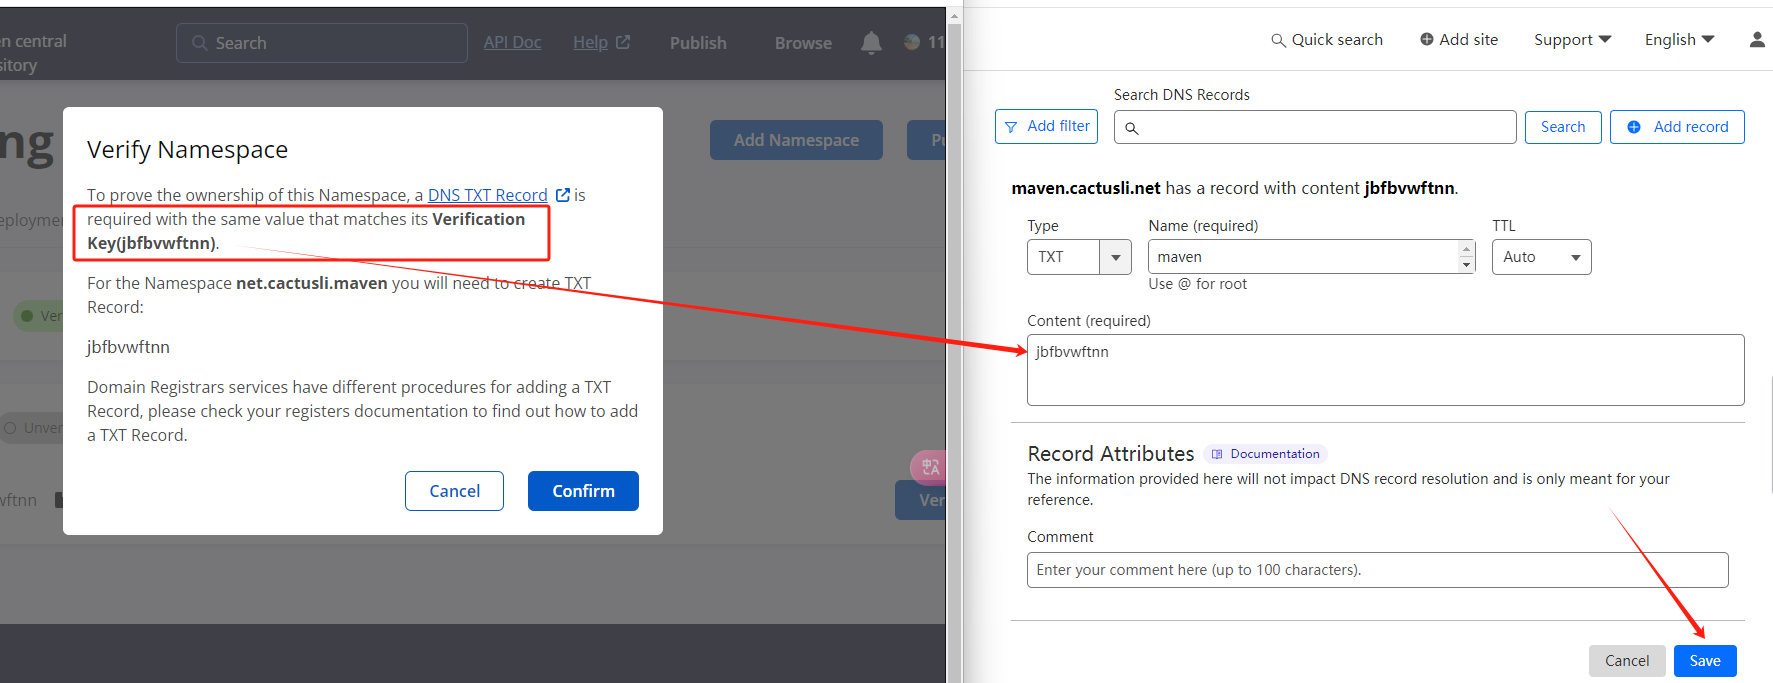 n central
sitory
Search
API Doc
Help
Publish
Browse
11
ng
Add Namespace
Pu
eploymen
Ver
Unver
vftnn
Ver
Verify Namespace
To prove the ownership of this Namespace, a DNS TXT Record is
required with the same value that matches its Verification
Key(jbfbvwftnn).
For the Namespace net.cactusli.maven you will need to create TXT
Record:
jbfbvwftnn
Domain Registrars services have different procedures for adding a TXT
Record, please check your registers documentation to find out how to add
a TXT Record.
Cancel
Confirm
中
A
Quick search
Add site
Support
English
Search DNS Records
Add filter
Search
Add record
maven.cactusli.net has a record with content jbfbvwftnn.
Type
Name (required)
TTL
TXT
maven
Auto
Use @ for root
Content (required)
jbfbvwftnn
Record Attributes
Documentation
The information provided here will not impact DNS record resolution and is only meant for your
reference.
Comment
Enter your comment here (up to 100 characters).
Cancel
Save